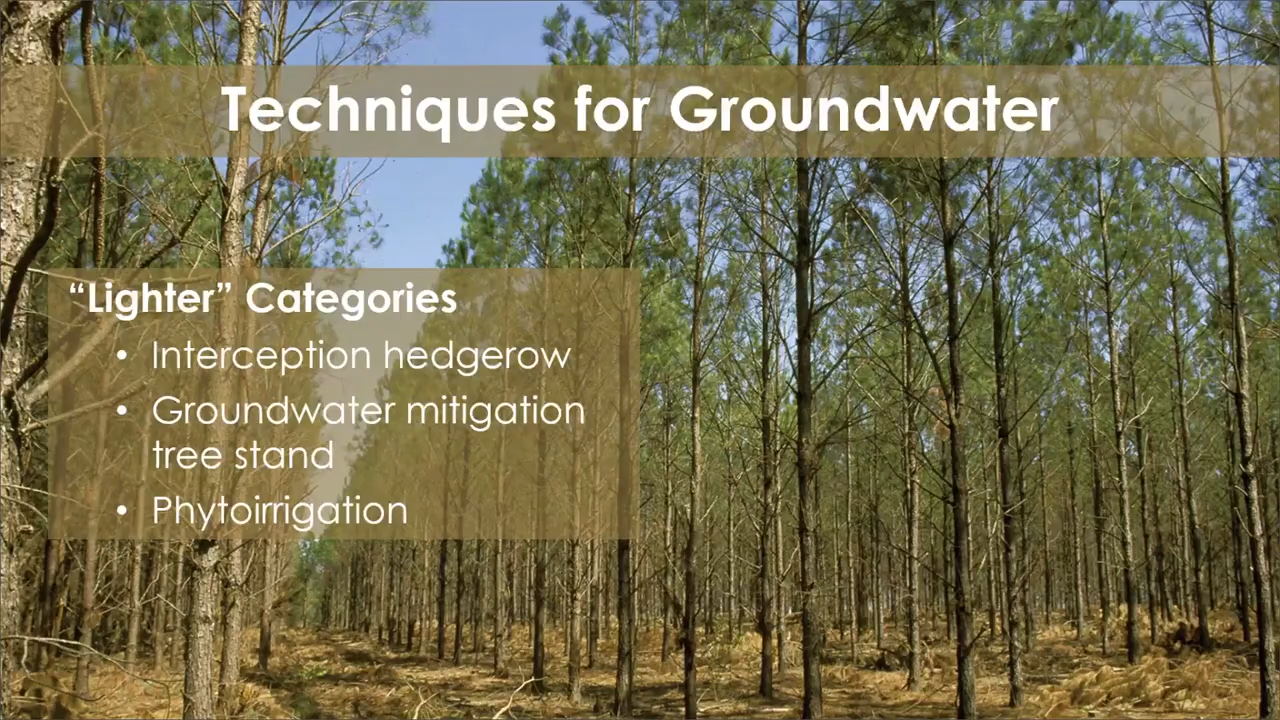 Techniques for Groundwater
“Lighter” Categories
• Interception hedgerow
• Groundwater mitigation
tree stand
• Phytoirrigation